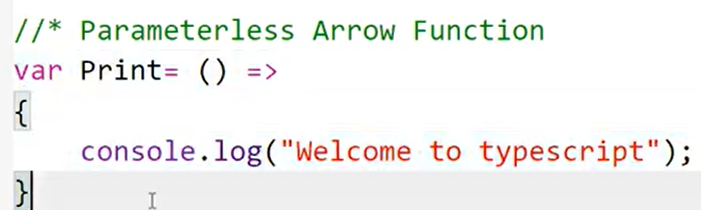 //* Parameterless Arrow Function
var Print= () =>
{
    console.log("Welcome to typescript");
}